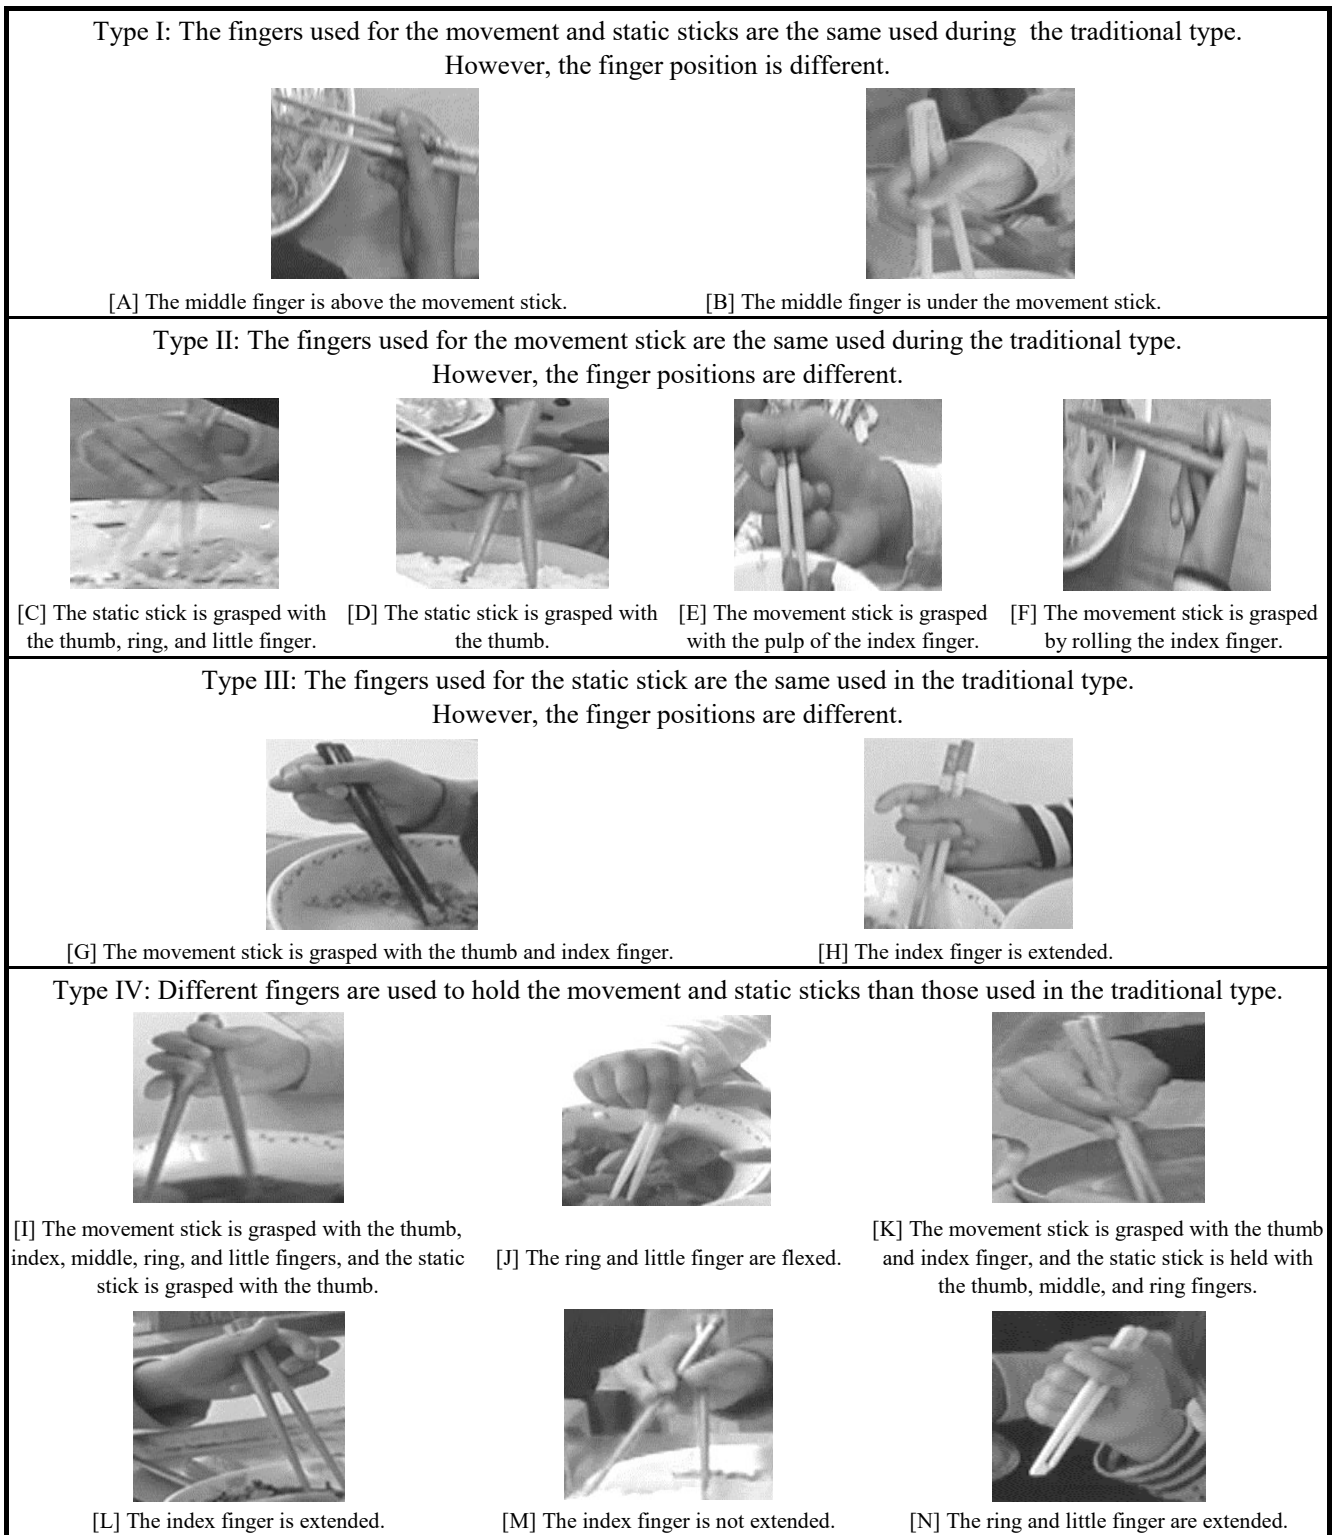 Type I: The fingers used for the movement and static sticks are the same used during the traditional type.
However, the finger position is different.
[A] The middle finger is above the movement stick.
[B] The middle finger is under the movement stick.
Type II: The fingers used for the movement stick are the same used during the traditional type.
However, the finger positions are different.
[C] The static stick is grasped with
the thumb, ring, and little finger.
[D] The static stick is grasped with
the thumb.
[E] The movement stick is grasped
with the pulp of the index finger.
[F] The movement stick is grasped
by rolling the index finger.
Type III: The fingers used for the static stick are the same used in the traditional type.
However, the finger positions are different.
[G] The movement stick is grasped with the thumb and index finger.
[H] The index finger is extended.
Type IV: Different fingers are used to hold the movement and static sticks than those used in the traditional type.
[I] The movement stick is grasped with the thumb,
index, middle, ring, and little fingers, and the static
stick is grasped with the thumb.
[J] The ring and little finger are flexed.
[K] The movement stick is grasped with the thumb
and index finger, and the static stick is held with
the thumb, middle, and ring fingers.
[L] The index finger is extended.
[M] The index finger is not extended.
[N] The ring and little finger are extended.